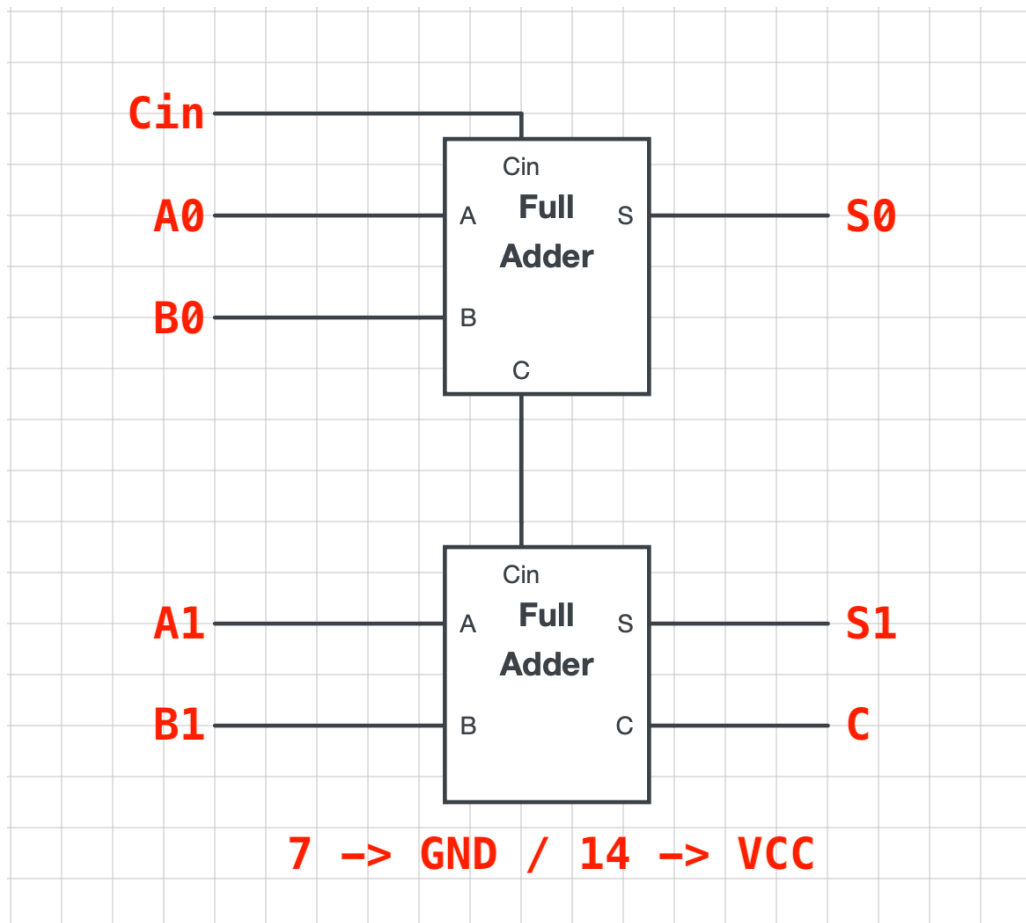 Cin
Cin
A0
A
Full
S
S0
Adder
B0
B
C
Cin
A1
A
Full
S
S1
Adder
B1
B
C
C
7 –> GND / 14 –> VCC